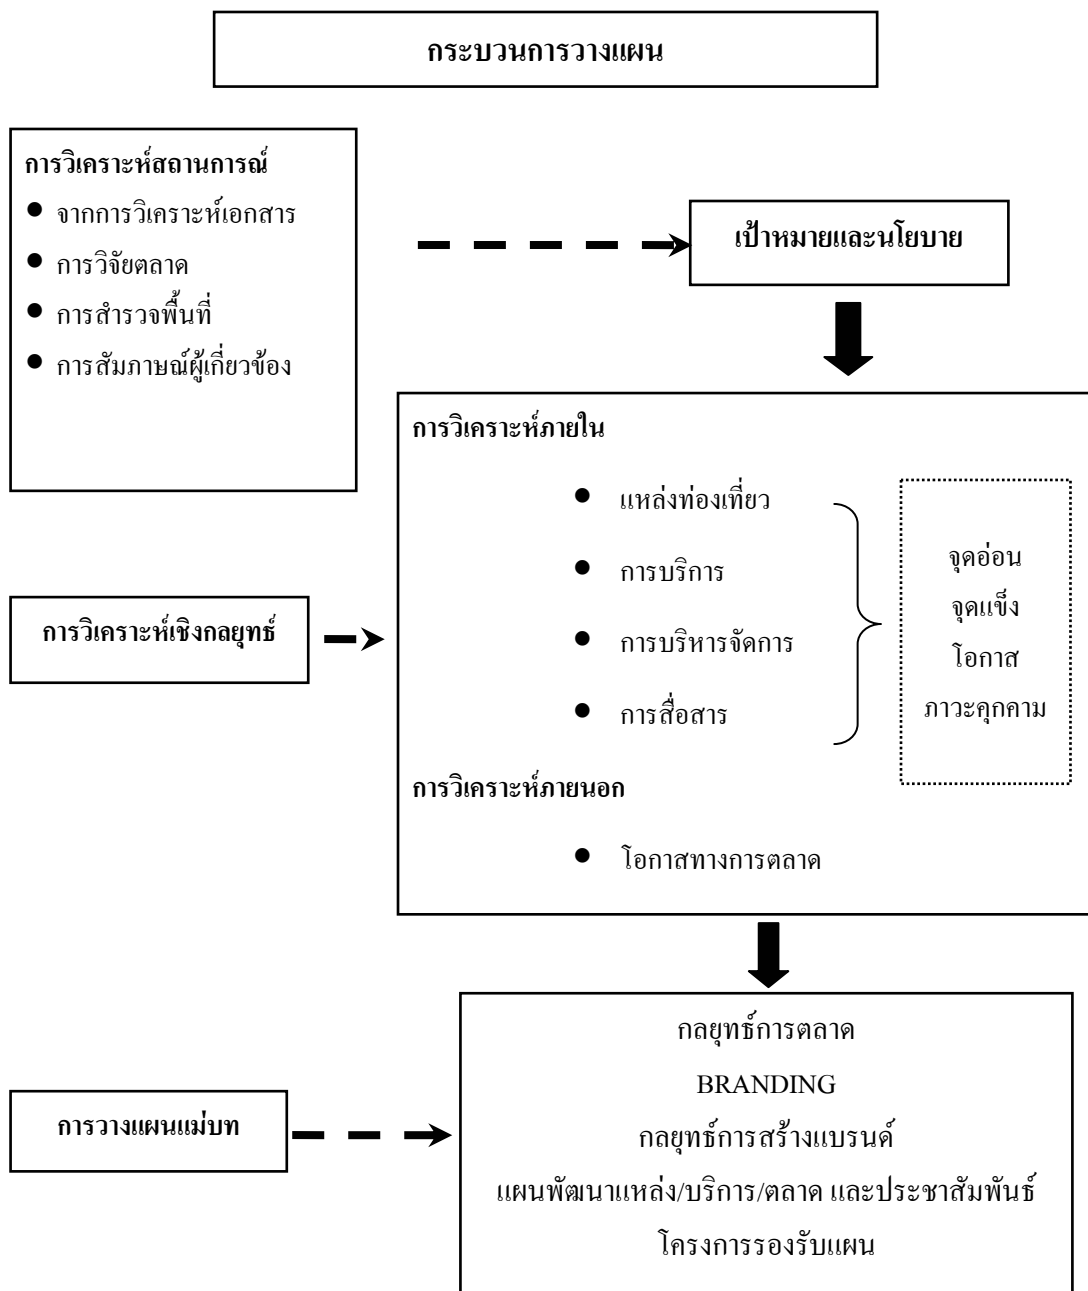 กระบวนการวางแผน
การวิเคราะห์สถานการณ์
● จากการวิเคราะห์เอกสาร
● การวิจัยตลาด
● การสำรวจพื้นที่
● การสัมภาษณ์ผู้เกี่ยวข้อง
เป้าหมายและนโยบาย
การวิเคราะห์เชิงกลยุทธ์
การวิเคราะห์ภายใน
● แหล่งท่องเที่ยว
● การบริการ
● การบริหารจัดการ
● การสื่อสาร
จุดอ่อน
จุดแข็ง
โอกาส
ภาวะคุกคาม
การวิเคราะห์ภายนอก
● โอกาสทางการตลาด
การวางแผนแม่บท
กลยุทธ์การตลาด
BRANDING
กลยุทธ์การสร้างแบรนด์
แผนพัฒนาแหล่ง/บริการ/ตลาด และประชาสัมพันธ์
โครงการรองรับแผน